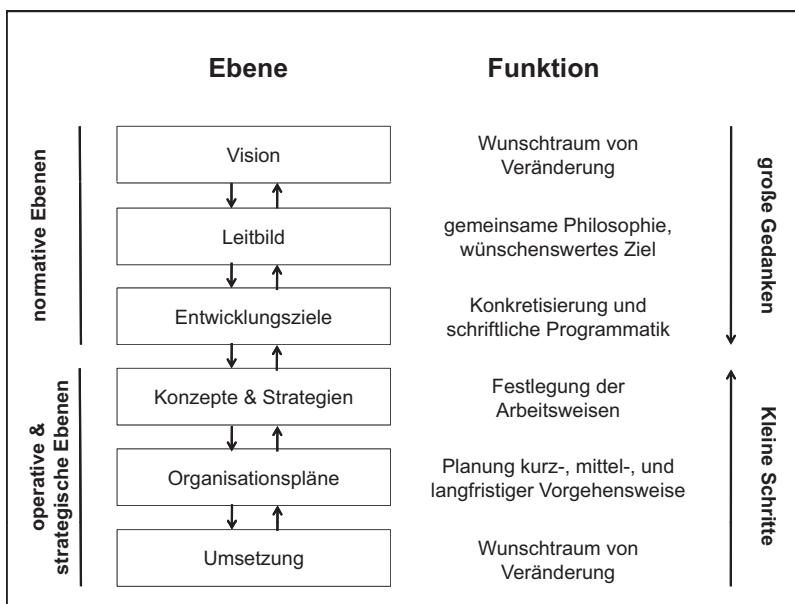 Ebene
Funktion
normative Ebenen
Vision
Wunschtraum von
Veränderung
große Gedanken
Leitbild
gemeinsame Philosophie,
wünschenswertes Ziel
Entwicklungsziele
Konkretisierung und
schriftliche Programmatik
operative &
strategische Ebenen
Konzepte & Strategien
Festlegung der
Arbeitsweisen
Kleine Schritte
Organisationspläne
Planung kurz-, mittel-, und
langfristiger Vorgehensweise
Umsetzung
Wunschtraum von
Veränderung